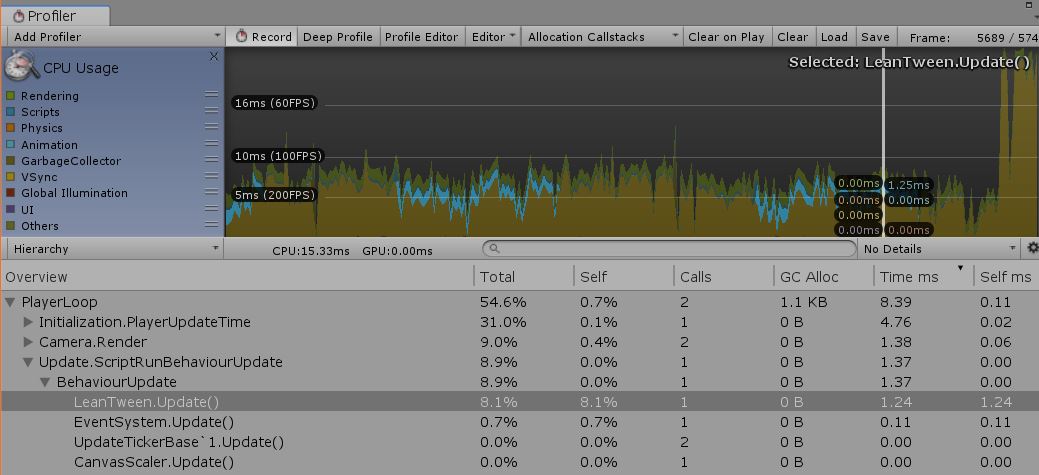 Profiler
Add Profiler Record Deep Profile Profile Editor Editor Allocation Callstacks Clear on Play Clear Load Save Frame: 5689 / 574
CPU Usage X
Selected: LeanTween.Update()
Rendering
Scripts
Physics
Animation
GarbageCollector
VSync
Global Illumination
UI
Others
16ms (60FPS)
10ms (100FPS)
5ms (200FPS)
0.00ms 1.25ms
0.00ms 0.00ms
0.00ms
0.00ms 0.00ms
Hierarchy CPU:15.33ms GPU:0.00ms No Details
Overview Total Self Calls GC Alloc Time ms Self ms
PlayerLoop 54.6% 0.7% 2 1.1 KB 8.39 0.11
Initialization.PlayerUpdateTime 31.0% 0.1% 1 0 B 4.76 0.02
Camera.Render 9.0% 0.4% 2 0 B 1.38 0.06
Update.ScriptRunBehaviourUpdate 8.9% 0.0% 1 0 B 1.37 0.00
BehaviourUpdate 8.9% 0.0% 1 0 B 1.37 0.00
LeanTween.Update() 8.1% 8.1% 1 0 B 1.24 1.24
EventSystem.Update() 0.7% 0.7% 1 0 B 0.11 0.11
UpdateTickerBase`1.Update() 0.0% 0.0% 2 0 B 0.00 0.00
CanvasScaler.Update() 0.0% 0.0% 1 0 B 0.00 0.00